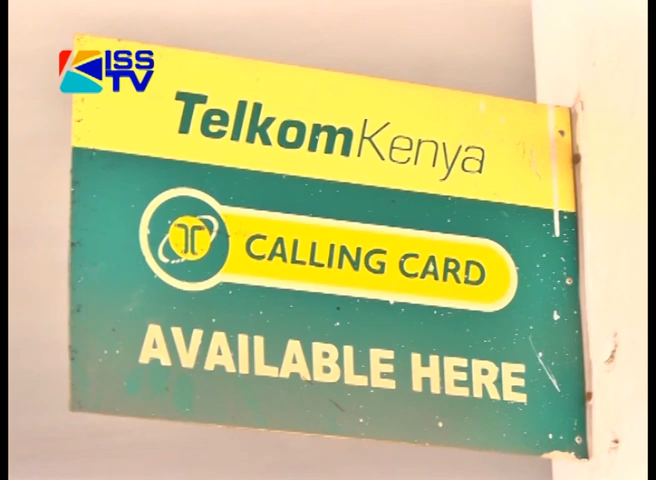 KISS
TV
TelkomKenya
CALLING CARD
AVAILABLE HERE